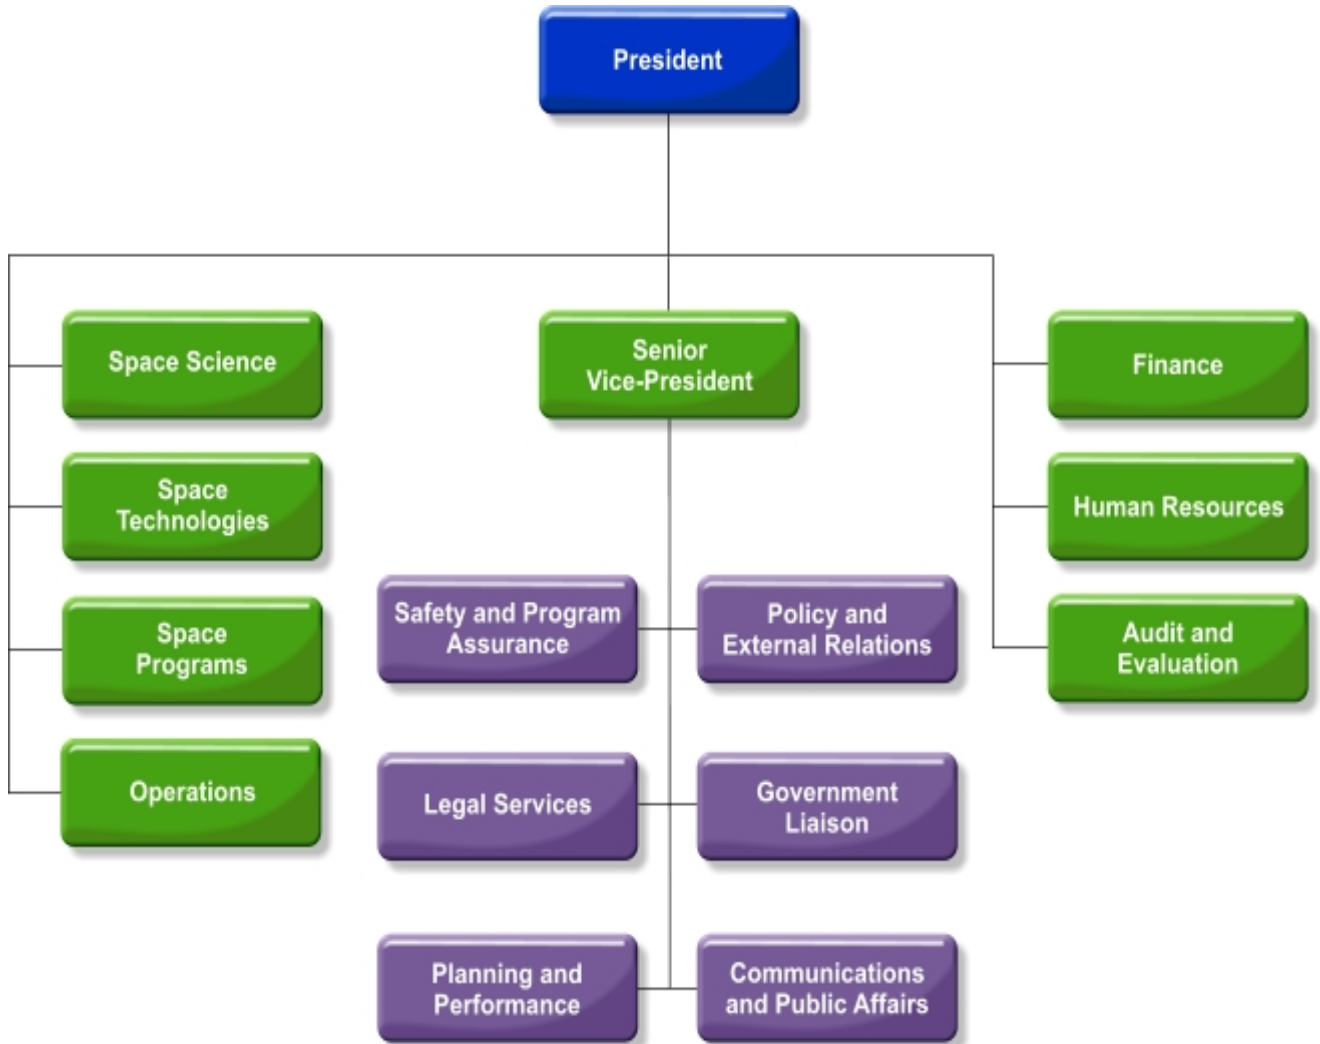 President
Space Science
Senior
Vice-President
Finance
Space
Technologies
Human Resources
Safety and Program
Assurance
Policy and
External Relations
Space
Programs
Audit and
Evaluation
Operations
Legal Services
Government
Liaison
Planning and
Performance
Communications
and Public Affairs